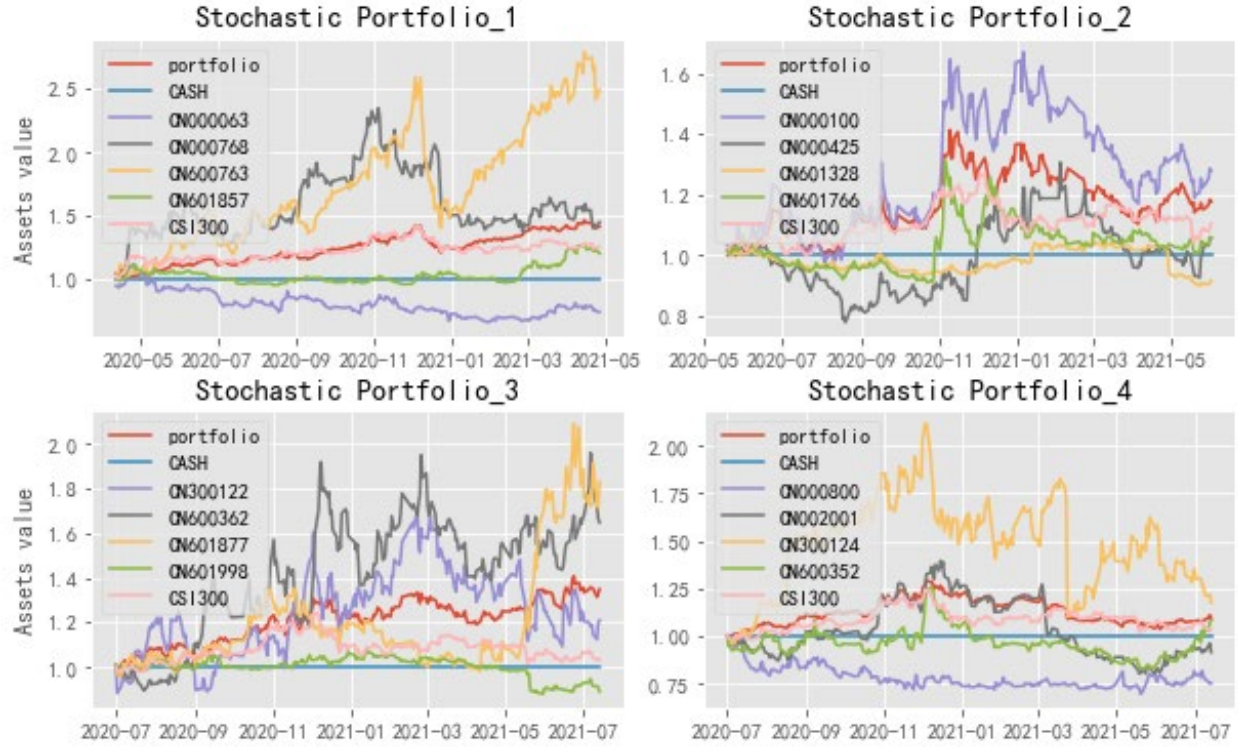 Stochastic Portfolio_1
Assets value
2.5
2.0
1.5
1.0
portfolio
CASH
CN000063
CN000768
CN600763
CN601857
CSI300
2020-05 2020-07 2020-09 2020-11 2021-01 2021-03 2021-05
Stochastic Portfolio_2
1.6
1.4
1.2
1.0
0.8
portfolio
CASH
CN000100
CN000425
CN601328
CN601766
CSI300
2020-05 2020-07 2020-09 2020-11 2021-01 2021-03 2021-05
Stochastic Portfolio_3
Assets value
2.0
1.8
1.6
1.4
1.2
1.0
portfolio
CASH
CN300122
CN600362
CN601877
CN601998
CSI300
2020-07 2020-09 2020-11 2021-01 2021-03 2021-05 2021-07
Stochastic Portfolio_4
2.00
1.75
1.50
1.25
1.00
0.75
portfolio
CASH
CN000800
CN002001
CN300124
CN600352
CSI300
2020-07 2020-09 2020-11 2021-01 2021-03 2021-05 2021-07